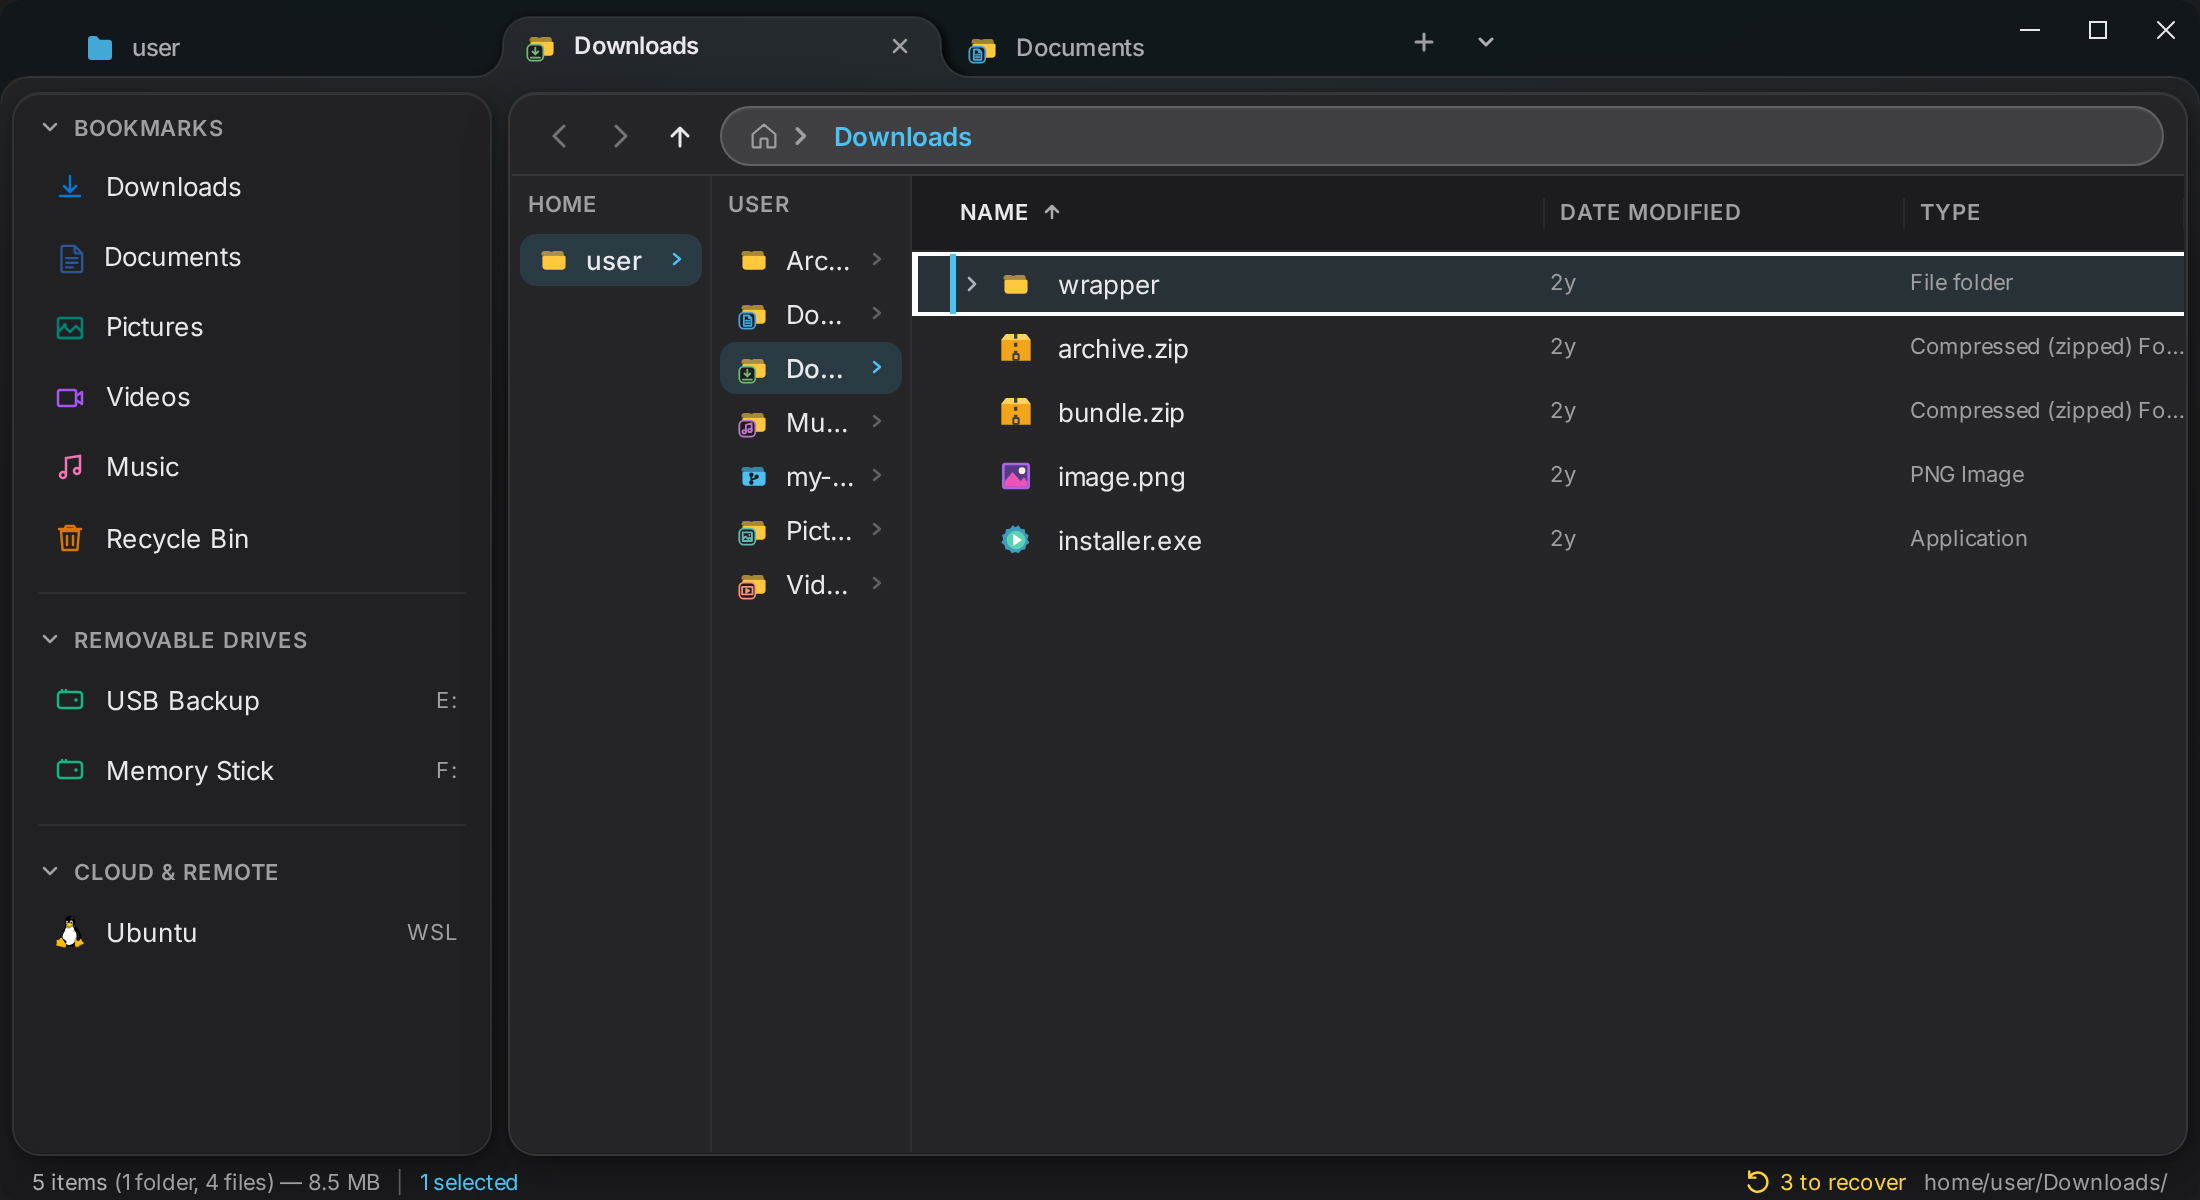 user
Downloads
Documents
BOOKMARKS
Downloads
Documents
Pictures
Videos
Music
Recycle Bin
REMOVABLE DRIVES
USB Backup E:
Memory Stick F:
CLOUD & REMOTE
Ubuntu WSL
Downloads
HOME
user
USER
Arc...
Do...
Do...
Mu...
my-...
Pict...
Vid...
NAME DATE MODIFIED TYPE
wrapper 2y File folder
archive.zip 2y Compressed (zipped) Fo...
bundle.zip 2y Compressed (zipped) Fo...
image.png 2y PNG Image
installer.exe 2y Application
5 items (1 folder, 4 files) — 8.5 MB 1 selected
3 to recover home/user/Downloads/